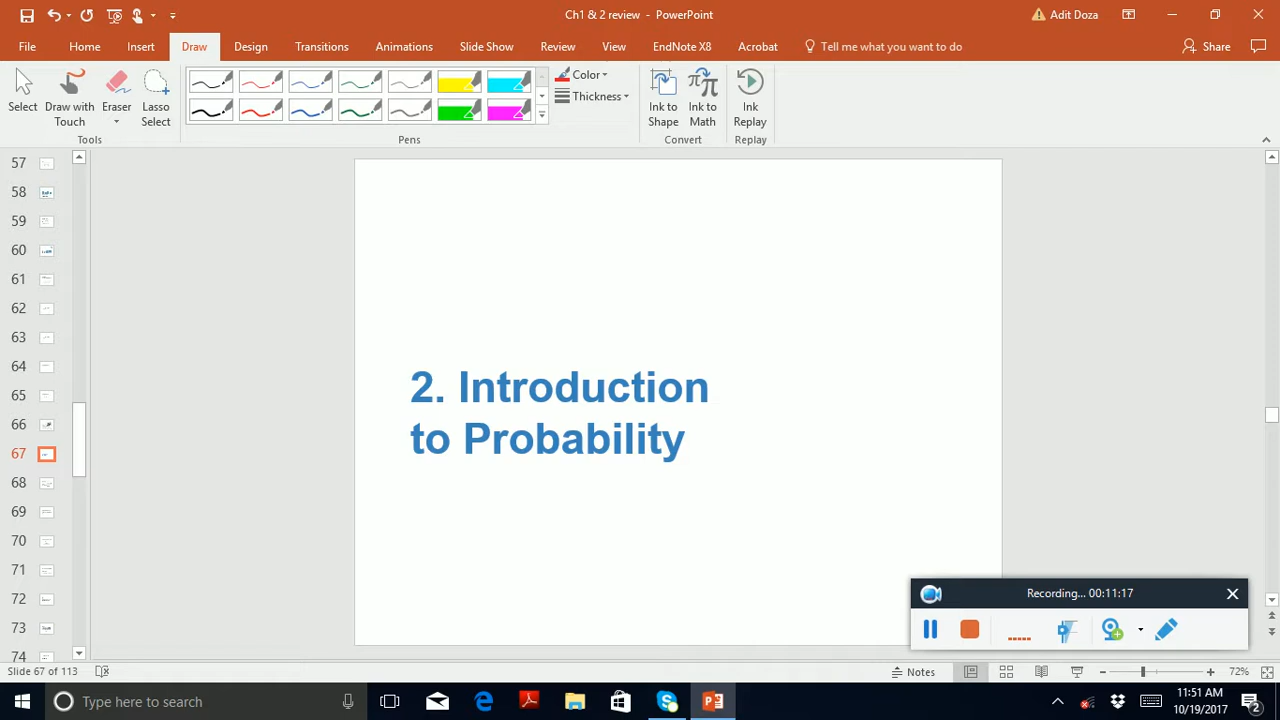 Ch1 & 2 review - PowerPoint
Adit Doza
File Home Insert Draw Design Transitions Animations Slide Show Review View EndNote X8 Acrobat Tell me what you want to do Share
Select
Draw with Touch
Eraser
Lasso Select
Color
Thickness
Ink to Shape
Ink to Math
Ink Replay
Tools Pens Convert Replay
57
58
59
60
61
62
63
64
65
66
67
68
69
70
71
72
73
74
2. Introduction
to Probability
Recording... 00:11:17
Slide 67 of 113 Notes 72%
Type here to search
11:51 AM
10/19/2017
2